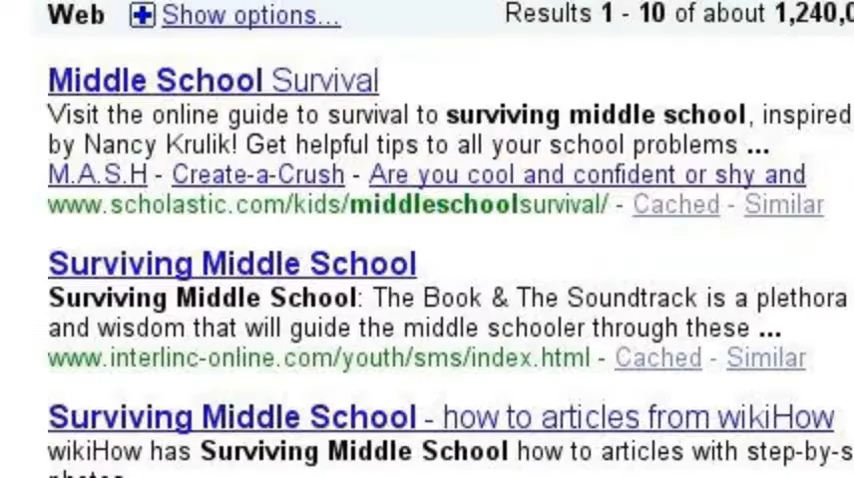 Web Show options...
Results 1 - 10 of about 1,240,0
Middle School Survival
Visit the online guide to survival to surviving middle school, inspired
by Nancy Krulik! Get helpful tips to all your school problems ...
M.A.S.H - Create-a-Crush - Are you cool and confident or shy and
www.scholastic.com/kids/middleschoolsurvival/ - Cached - Similar
Surviving Middle School
Surviving Middle School: The Book & The Soundtrack is a plethora
and wisdom that will guide the middle schooler through these ...
www.interlinc-online.com/youth/sms/index.html - Cached - Similar
Surviving Middle School - how to articles from wikiHow
wikiHow has Surviving Middle School how to articles with step-by-s